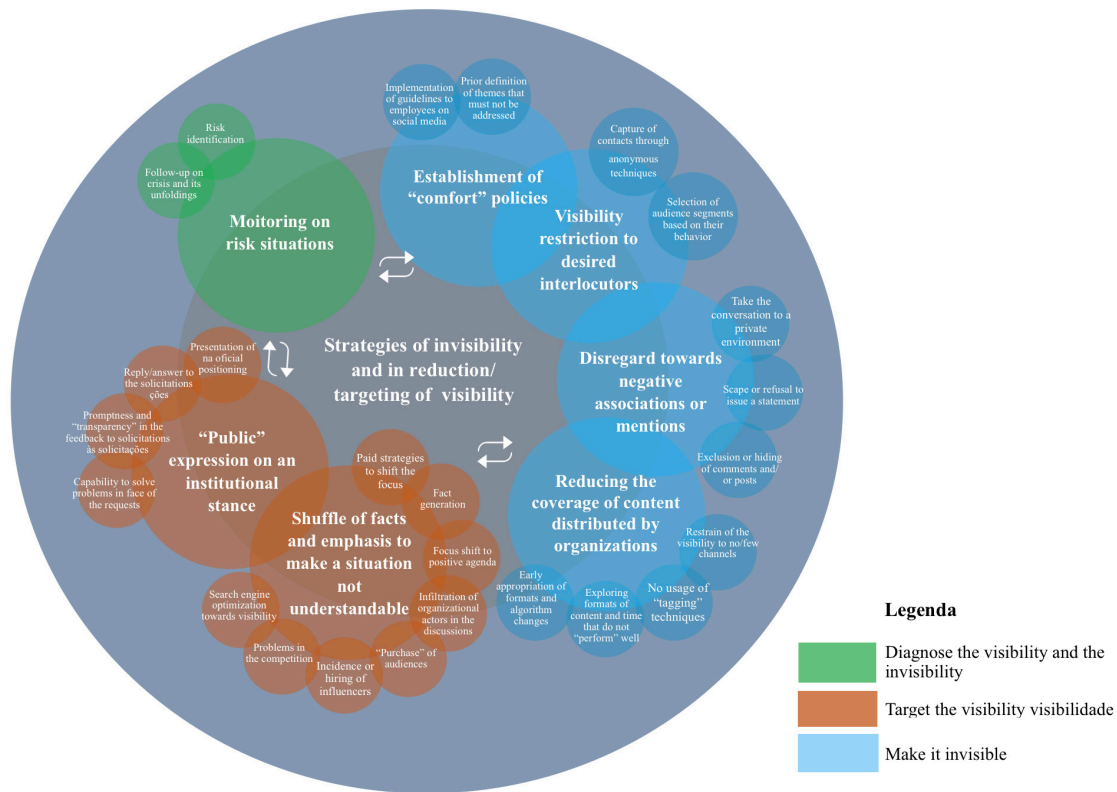 Implementation
of guidelines to
employees on
social media
Prior definition
of themes that
must not be
addressed
Risk
identification
Follow-up on
crisis and its
unfoldings
Moitoring on
risk situations
Establishment of
“comfort” policies
Capture of
contacts through
anonymous
techniques
Selection of
audience segments
based on their
behavior
Visibility
restriction to
desired
interlocutors
Strategies of invisibility
and in reduction/
targeting of visibility
Take the
conversation to a
private
environment
Scape or refusal to
issue a statement
Exclusion or hiding
of comments and/
or posts
Disregard towards
negative
associations or
mentions
Presentation of
na oficial
positioning
Reply/answer to
the solicitations
ções
Promptness and
“transparency” in the
feedback to solicitations
às solicitações
Capability to solve
problems in face of
the requests
“Public”
expression on an
institutional
stance
Reducing the
coverage of content
distributed by
organizations
Restrain of the
visibility to no/few
channels
No usage of
“tagging”
techniques
Exploring
formats of
content and time
that do not
“perform” well
Early
appropriation of
formats and
algorithm
changes
Paid strategies
to shift the
focus
Fact
generation
Focus shift to
positive agenda
Infiltration of
organizational
actors in the
discussions
“Purchase” of
audiences
Incidence or
hiring of
influencers
Problems in
the competition
Search engine
optimization
towards visibility
Shuffle of facts
and emphasis to
make a situation
not
understandable
Legenda
Diagnose the visibility and the
invisibility
Target the visibility visibilidade
Make it invisible